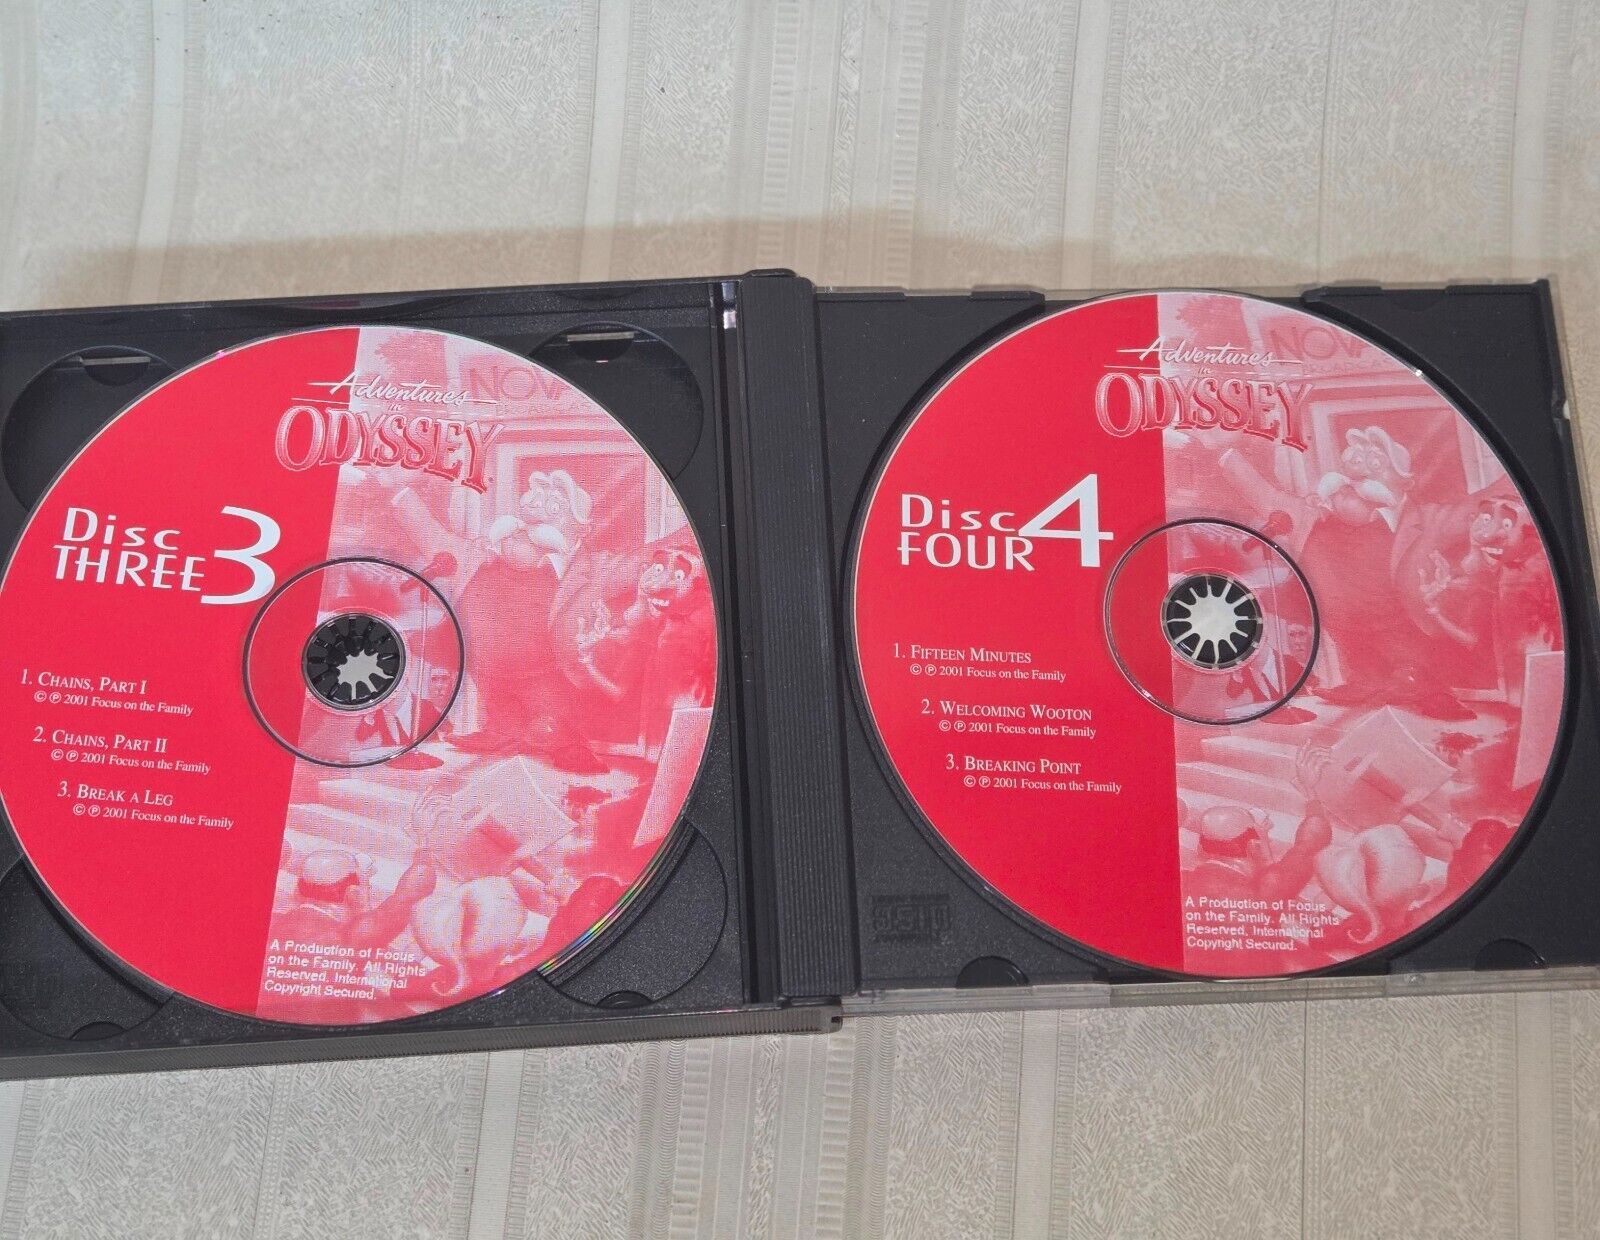 Adventures
in
ODYSSEY
NOVA
Disc
THREE 3
1. CHAINS, PART I
© ℗ 2001 Focus on the Family
2. CHAINS, PART II
© ℗ 2001 Focus on the Family
3. BREAK A LEG
© ℗ 2001 Focus on the Family
A Production of Focus
on the Family. All Rights
Reserved. International
Copyright Secured.
Adventures
in
ODYSSEY
NOVA
Disc
FOUR 4
1. FIFTEEN MINUTES
© ℗ 2001 Focus on the Family
2. WELCOMING WOOTON
© ℗ 2001 Focus on the Family
3. BREAKING POINT
© ℗ 2001 Focus on the Family
A Production of Focus
on the Family. All Rights
Reserved. International
Copyright Secured.